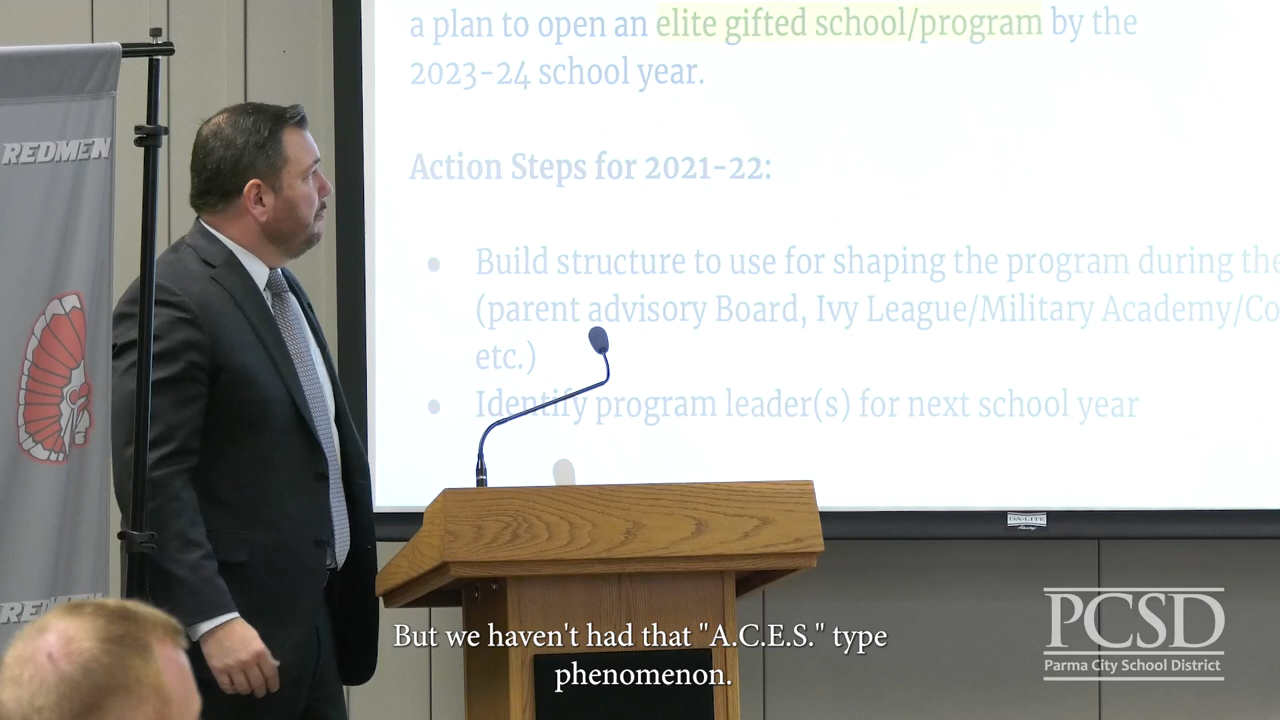 a plan to open an elite gifted school/program by the
2023-24 school year.
REDMEN
Action Steps for 2021-22:
Build structure to use for shaping the program during the
(parent advisory Board, Ivy League/Military Academy/Co
etc.)
Identify program leader(s) for next school year
DA-LITE
REDMEN
But we haven't had that "A.C.E.S." type
phenomenon.
PCSD
Parma City School District